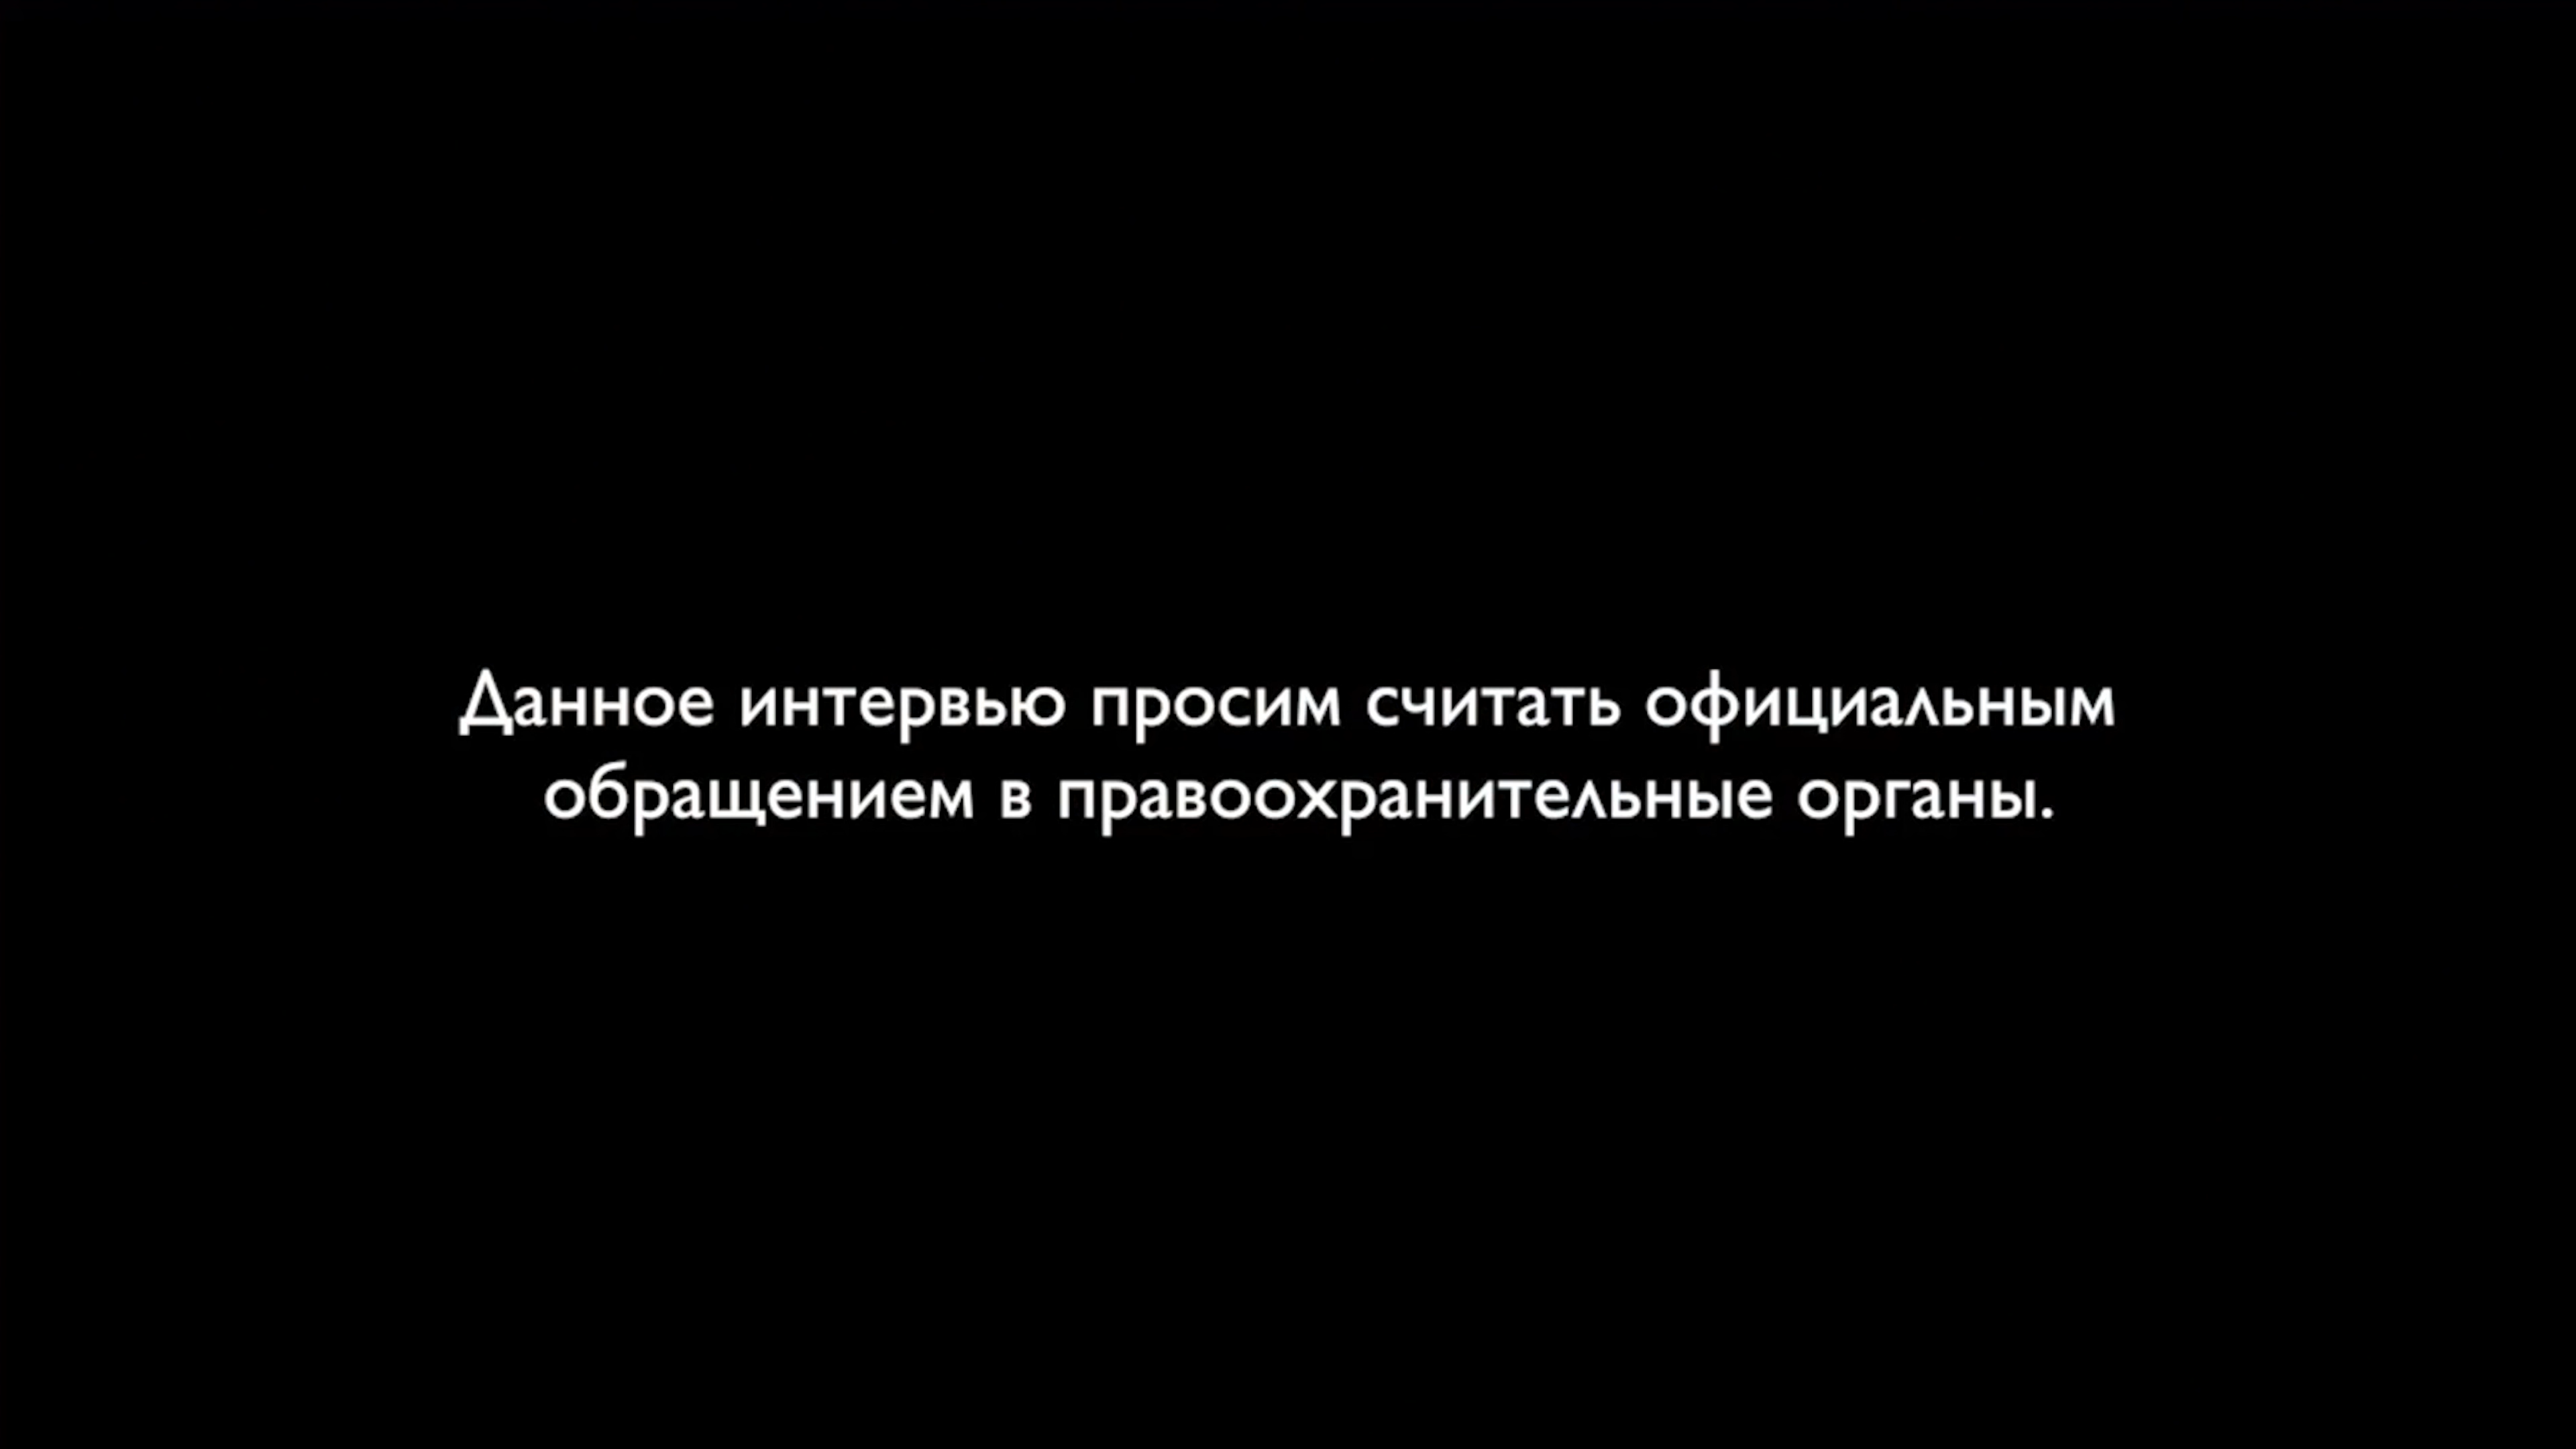 Данное интервью просим считать официальным
обращением в правоохранительные органы.